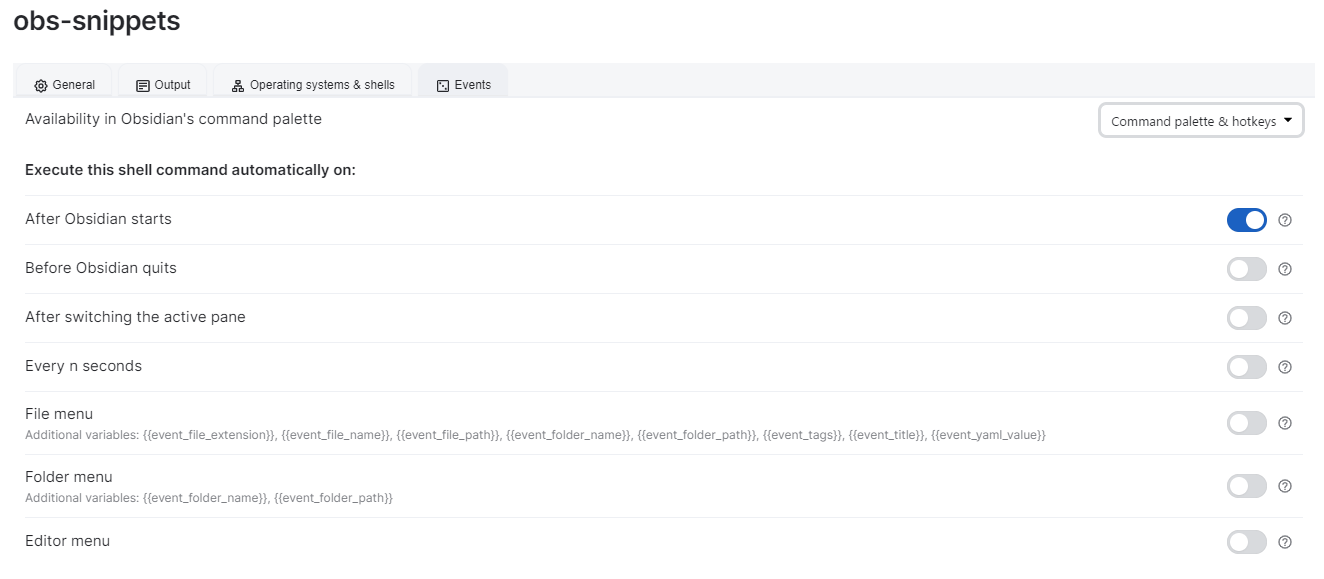 obs-snippets
General
Output
Operating systems & shells
Events
Availability in Obsidian's command palette
Command palette & hotkeys
Execute this shell command automatically on:
After Obsidian starts
Before Obsidian quits
After switching the active pane
Every n seconds
File menu
Additional variables: {{event_file_extension}}, {{event_file_name}}, {{event_file_path}}, {{event_folder_name}}, {{event_folder_path}}, {{event_tags}}, {{event_title}}, {{event_yaml_value}}
Folder menu
Additional variables: {{event_folder_name}}, {{event_folder_path}}
Editor menu